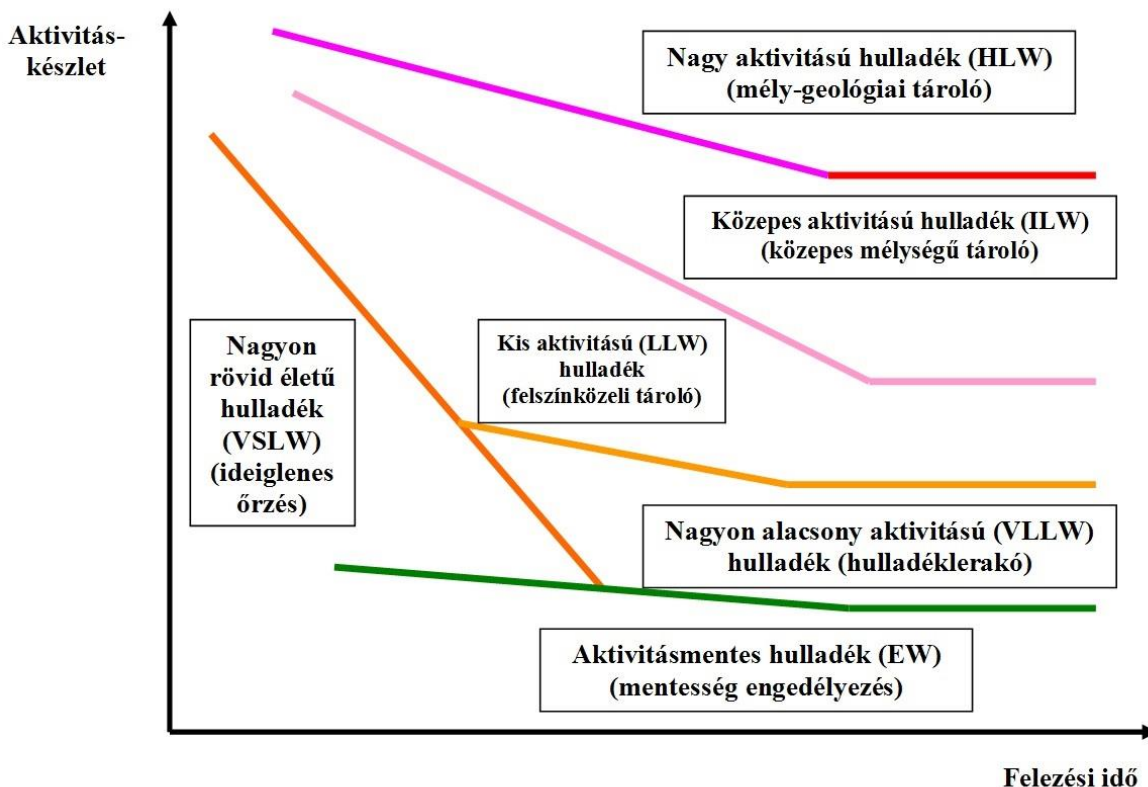 Aktivitás-
készlet
Nagy aktivitású hulladék (HLW)
(mély-geológiai tároló)
Közepes aktivitású hulladék (ILW)
(közepes mélységű tároló)
Nagyon
rövid életű
hulladék
(VSLW)
(ideiglenes
őrzés)
Kis aktivitású (LLW)
hulladék
(felszínközeli tároló)
Nagyon alacsony aktivitású (VLLW)
hulladék (hulladéklerakó)
Aktivitásmentes hulladék (EW)
(mentesség engedélyezés)
Felezési idő